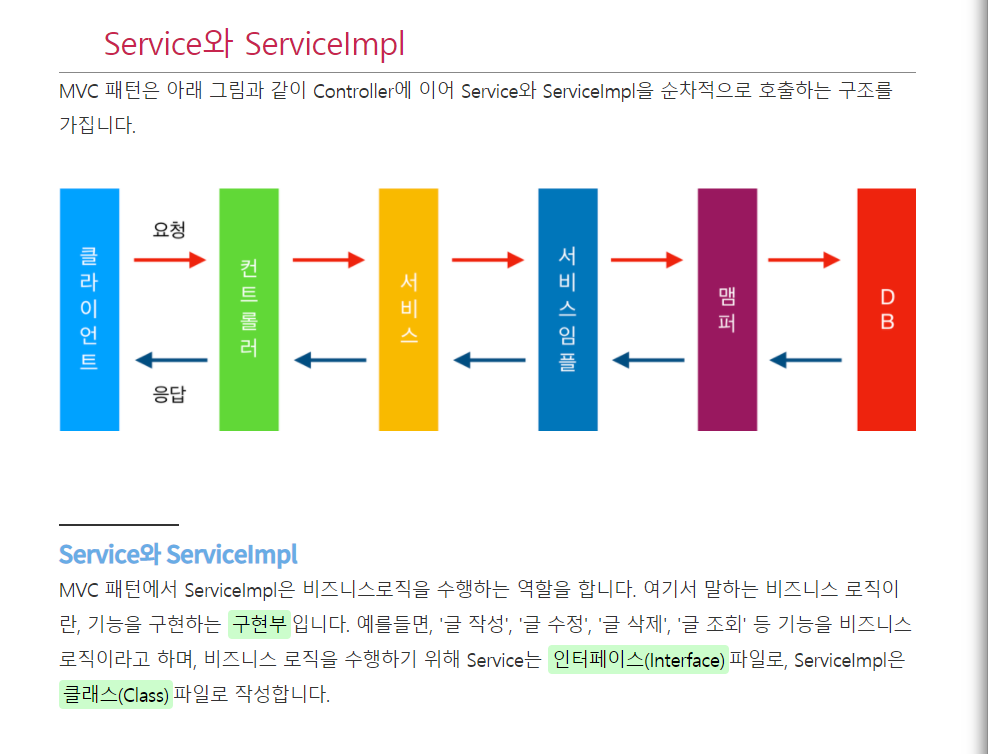 Service와 ServiceImpl
MVC 패턴은 아래 그림과 같이 Controller에 이어 Service와 ServiceImpl을 순차적으로 호출하는 구조를
가집니다.
요청
클라이언트
컨트롤러
서비스
서비스임플
맴퍼
DB
응답
Service와 ServiceImpl
MVC 패턴에서 ServiceImpl은 비즈니스로직을 수행하는 역할을 합니다. 여기서 말하는 비즈니스 로직이
란, 기능을 구현하는 구현부입니다. 예를들면, '글 작성', '글 수정', '글 삭제', '글 조회' 등 기능을 비즈니스
로직이라고 하며, 비즈니스 로직을 수행하기 위해 Service는 인터페이스(Interface)파일로, ServiceImpl은
클래스(Class)파일로 작성합니다.